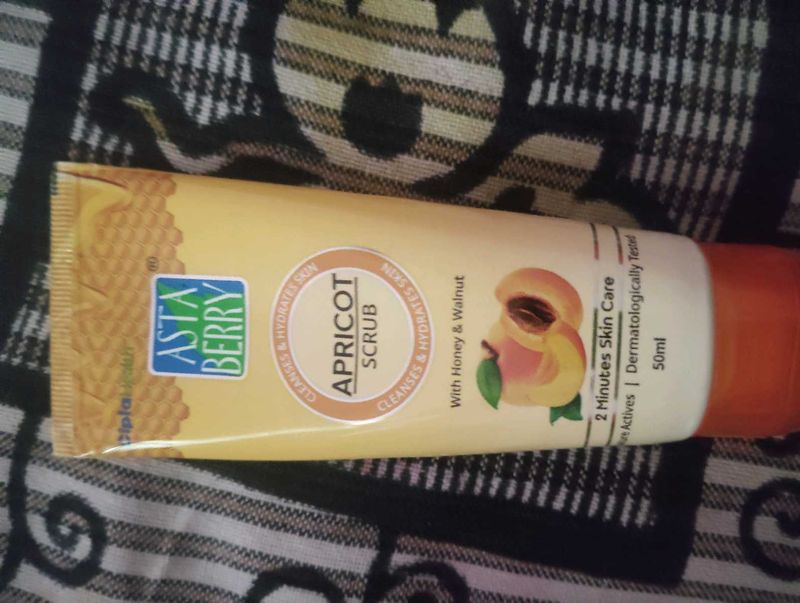 Cipla Health
ASTA
BERRY
®
CLEANSES & HYDRATES SKIN
APRICOT
SCRUB
CLEANSES & HYDRATES SKIN
With Honey & Walnut
2 Minutes Skin Care
Actives | Dermatologically Tested
50ml